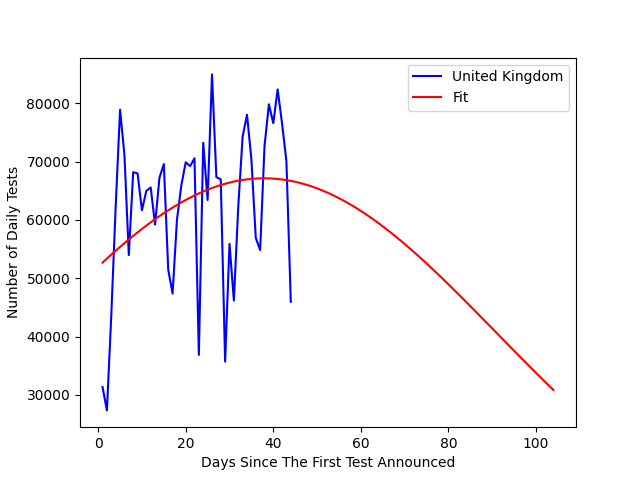 United Kingdom
Fit
Number of Daily Tests
80000
70000
60000
50000
40000
30000
0 20 40 60 80 100
Days Since The First Test Announced